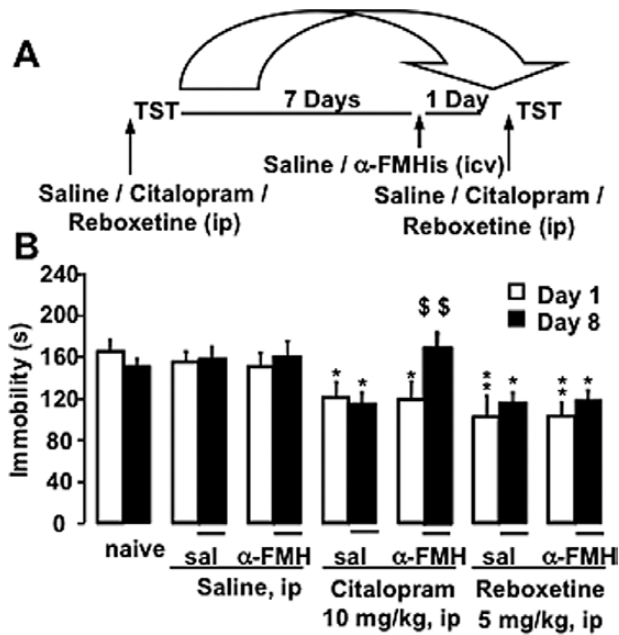 A
TST 7 Days 1 Day TST
Saline / α-FMHis (icv)
Saline / Citalopram / Saline / Citalopram /
Reboxetine (ip) Reboxetine (ip)
B
240
200
160
120
80
40
0
Immobility (s)
Day 1
Day 8
$ $
* * * ** * ** *
naive
sal α-FMH sal α-FMH sal α-FMH
Saline, ip Citalopram Reboxetine
10 mg/kg, ip 5 mg/kg, ip